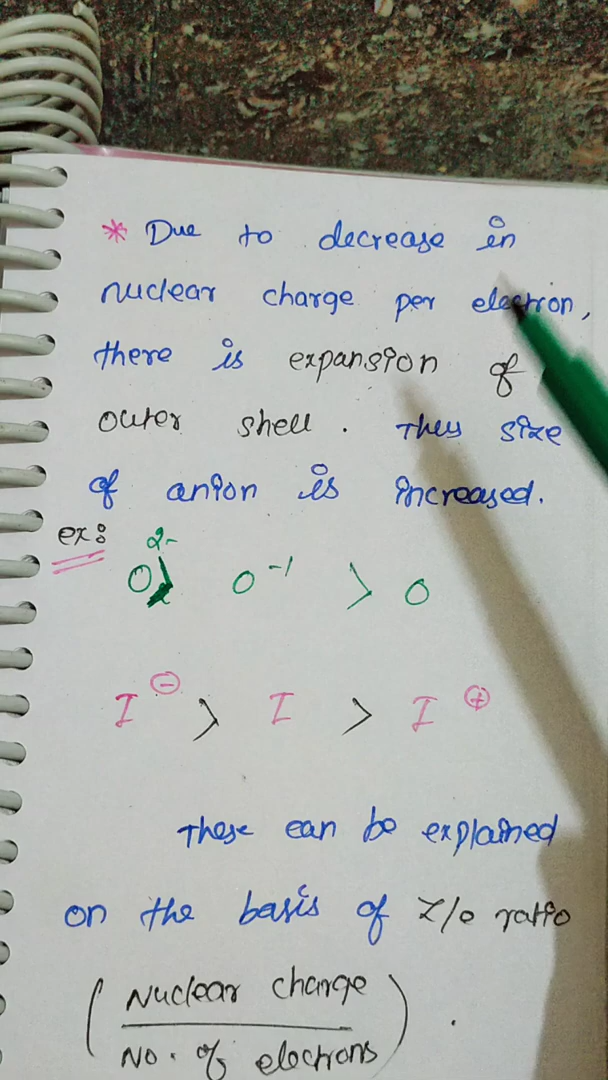 * Due to decrease in
nuclear charge per electron,
there is expansion of
outer shell. Thus size
of anion is increased.
ex:
O²⁻ > O⁻¹ > O
I⊖ > I > I⊕
These can be explained
on the basis of Z/e ratio
(Nuclear charge
No. of electrons).